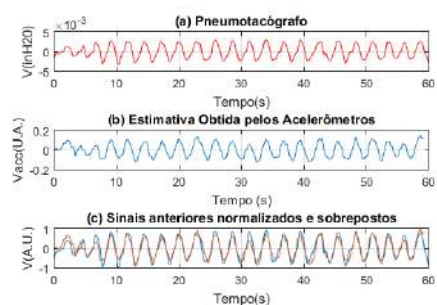 (a) Pneumotacógrafo
×10⁻³
5
0
-5
V(InH20)
0 10 20 30 40 50 60
Tempo(s)
(b) Estimativa Obtida pelos Acelerômetros
0.2
0
-0.2
Vacc(U.A.)
0 10 20 30 40 50 60
Tempo (s)
(c) Sinais anteriores normalizados e sobrepostos
1
0
-1
V(A.U.)
0 10 20 30 40 50 60
Tempo(s)